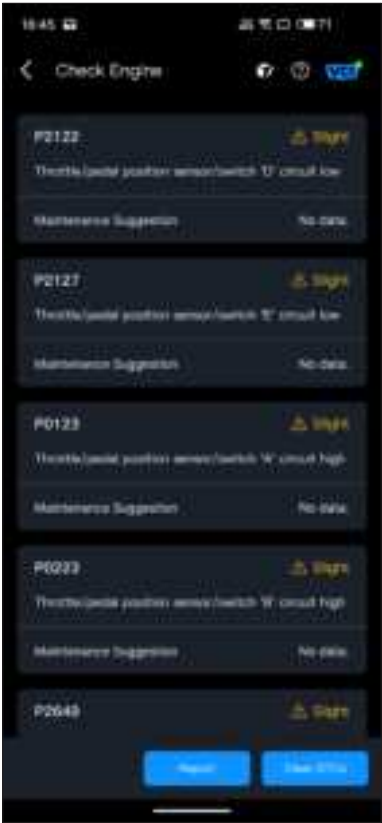 16:45
71
Check Engine
VCI
P2122 Slight
Throttle/pedal position sensor/switch 'D' circuit low
Maintenance Suggestion No data.
P2127 Slight
Throttle/pedal position sensor/switch 'E' circuit low
Maintenance Suggestion No data.
P0123 Slight
Throttle/pedal position sensor/switch 'A' circuit high
Maintenance Suggestion No data.
P0223 Slight
Throttle/pedal position sensor/switch 'B' circuit high
Maintenance Suggestion No data.
Slight
Report Clear DTCs